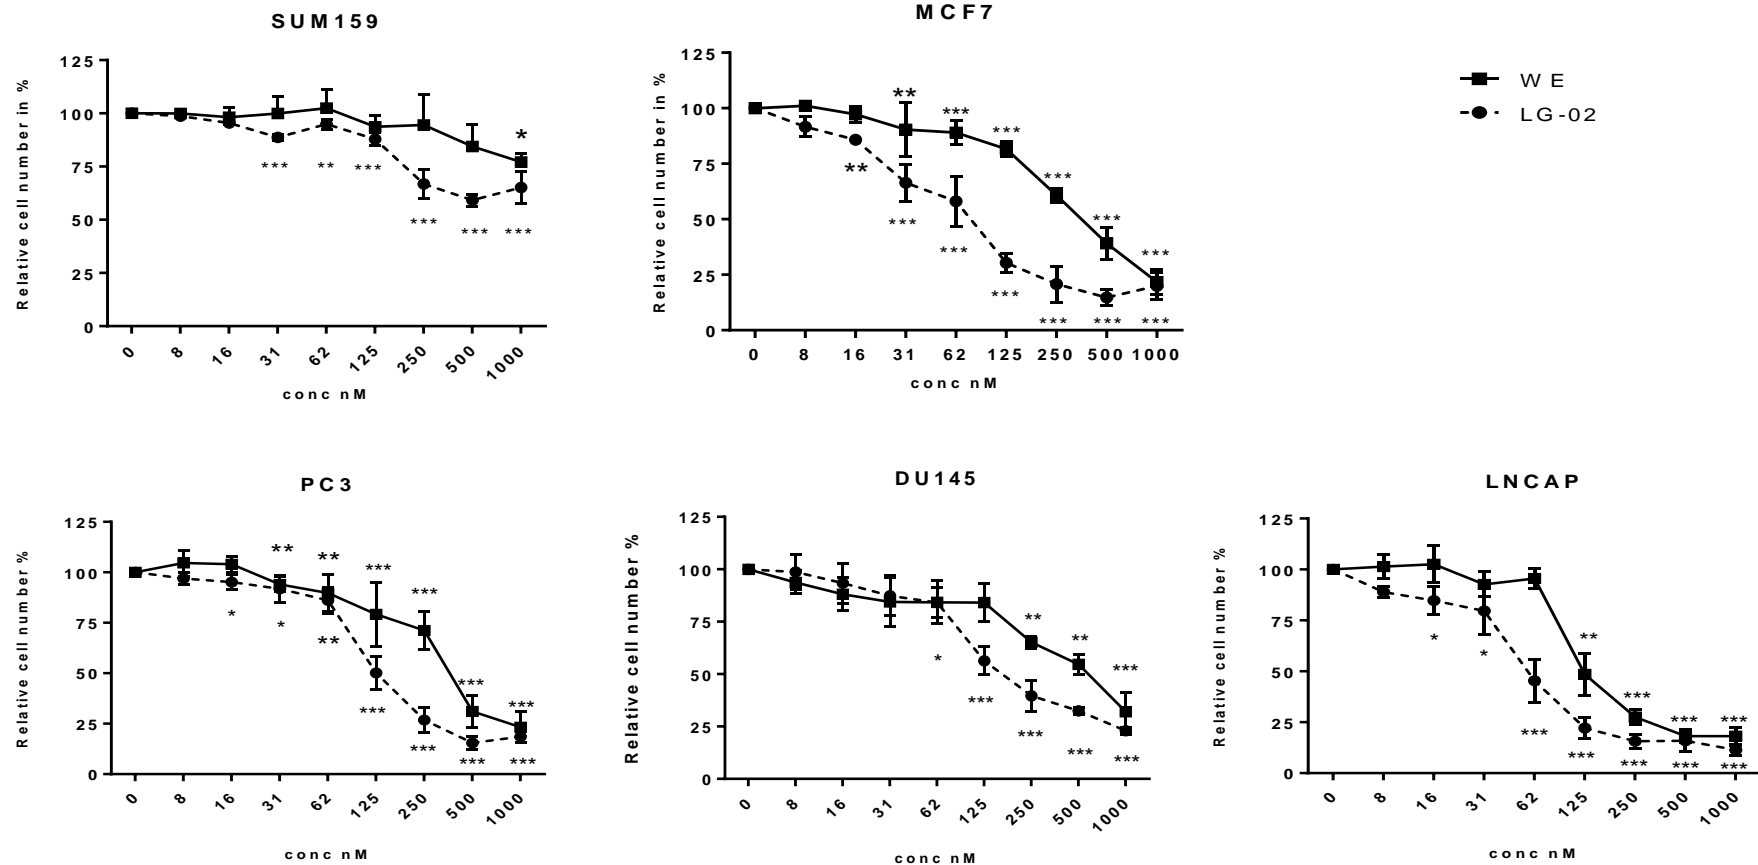 SUM159
Relative cell number in %
125
100
75
50
25
0
*
*** ** ***
***
*** ***
0 8 16 31 62 125 250 500 1000
conc nM
MCF7
Relative cell number in %
125
100
75
50
25
0
**
***
***
***
***
***
**
***
***
***
*** *** ***
0 8 16 31 62 125 250 500 1000
conc nM
WE
LG-02
PC3
Relative cell number %
125
100
75
50
25
0
** **
***
***
***
***
*
*
**
***
***
*** ***
0 8 16 31 62 125 250 500 1000
conc nM
DU145
Relative cell number %
125
100
75
50
25
0
**
**
***
*
***
***
***
***
0 8 16 31 62 125 250 500 1000
conc nM
LNCAP
Relative cell number %
125
100
75
50
25
0
**
***
*** ***
*
*
***
***
*** *** ***
0 8 16 31 62 125 250 500 1000
conc nM